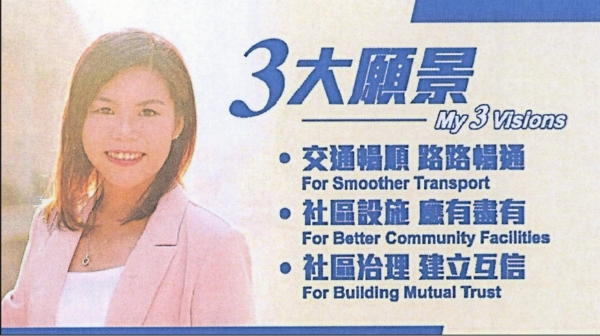 3大願景
My 3 Visions
• 交通暢順 路路暢通
For Smoother Transport
• 社區設施 應有盡有
For Better Community Facilities
• 社區治理 建立互信
For Building Mutual Trust